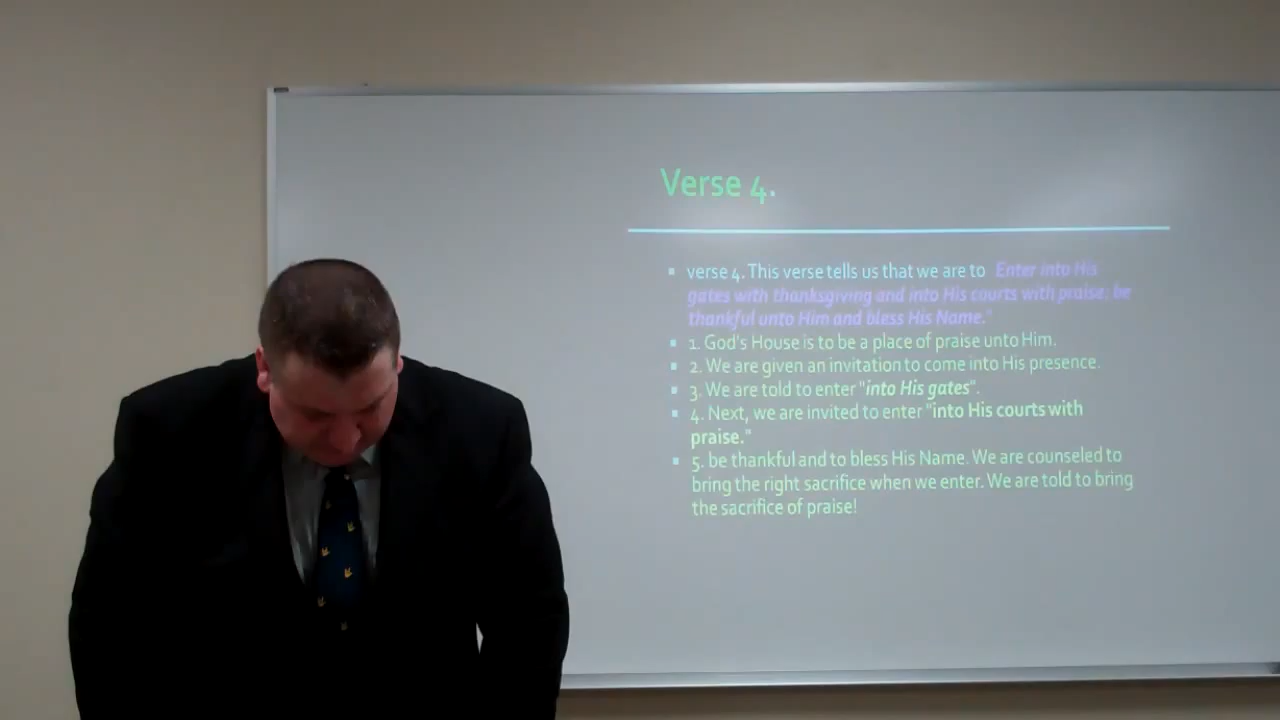 Verse 4.
verse 4. This verse tells us that we are to Enter into His
gates with thanksgiving and into His courts with praise: be
thankful unto Him and bless His Name."
1. God's House is to be a place of praise unto Him.
2. We are given an invitation to come into His presence.
3. We are told to enter "into His gates".
4. Next, we are invited to enter "into His courts with
praise."
5. be thankful and to bless His Name. We are counseled to
bring the right sacrifice when we enter. We are told to bring
the sacrifice of praise!